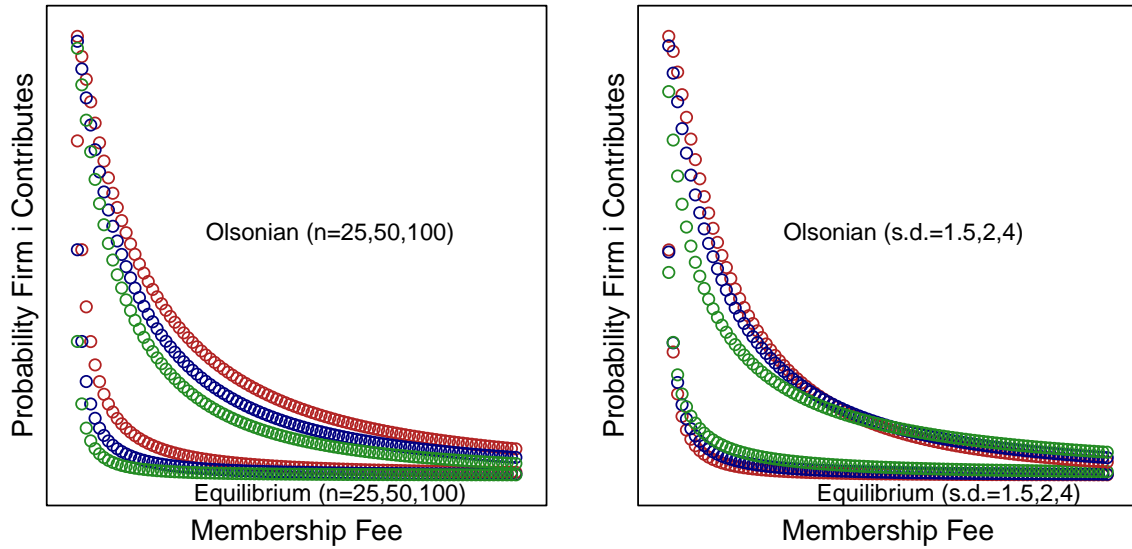 Probability Firm i Contributes
Olsonian (n=25,50,100)
Equilibrium (n=25,50,100)
Membership Fee
Probability Firm i Contributes
Olsonian (s.d.=1.5,2,4)
Equilibrium (s.d.=1.5,2,4)
Membership Fee